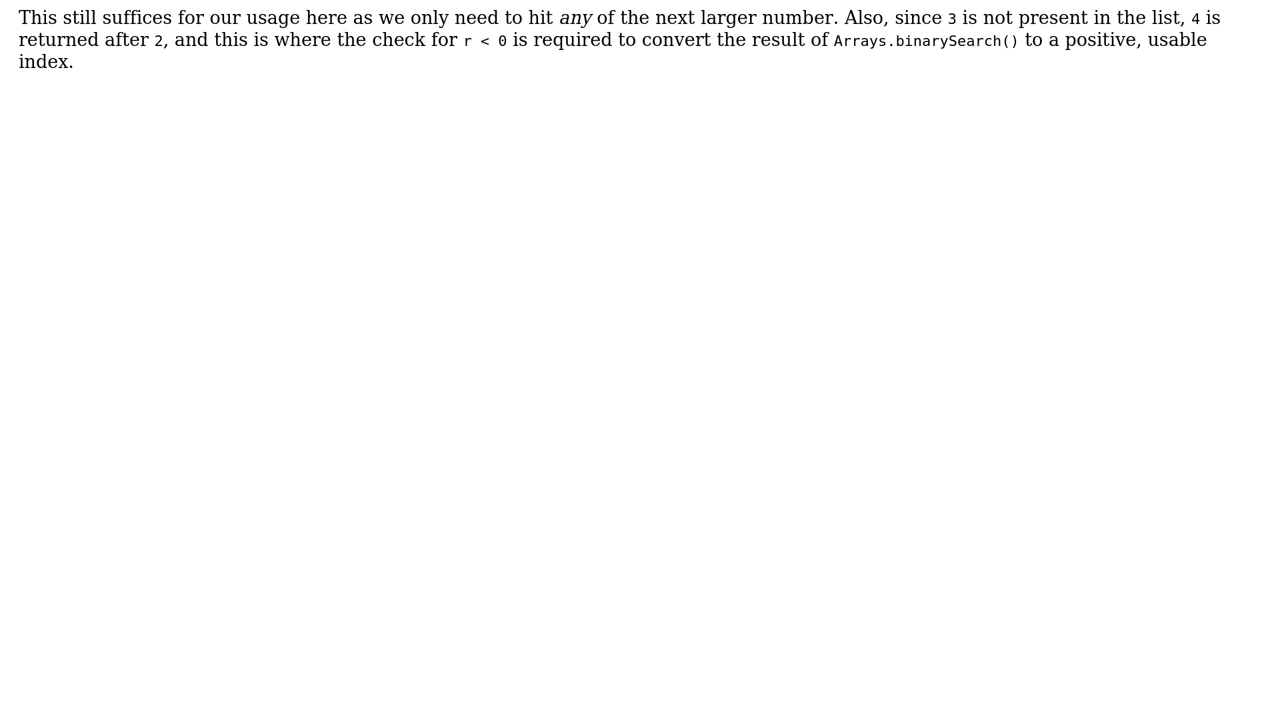 This still suffices for our usage here as we only need to hit any of the next larger number. Also, since 3 is not present in the list, 4 is
returned after 2, and this is where the check for r < 0 is required to convert the result of Arrays.binarySearch() to a positive, usable
index.